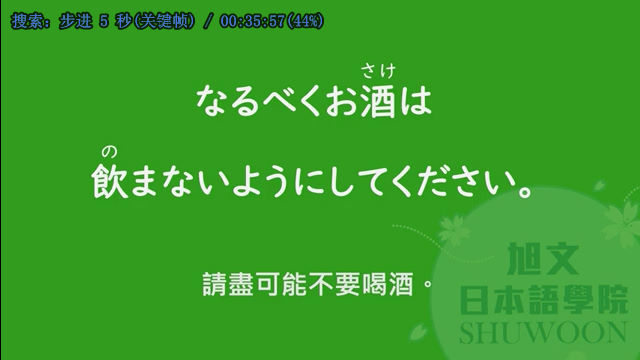 搜索: 步进 5 秒(关键帧) / 00:35:57(44%)
さけ
なるべくお酒は
の
飲まないようにしてください。
請盡可能不要喝酒。
旭文
日本語學院
SHUWOON